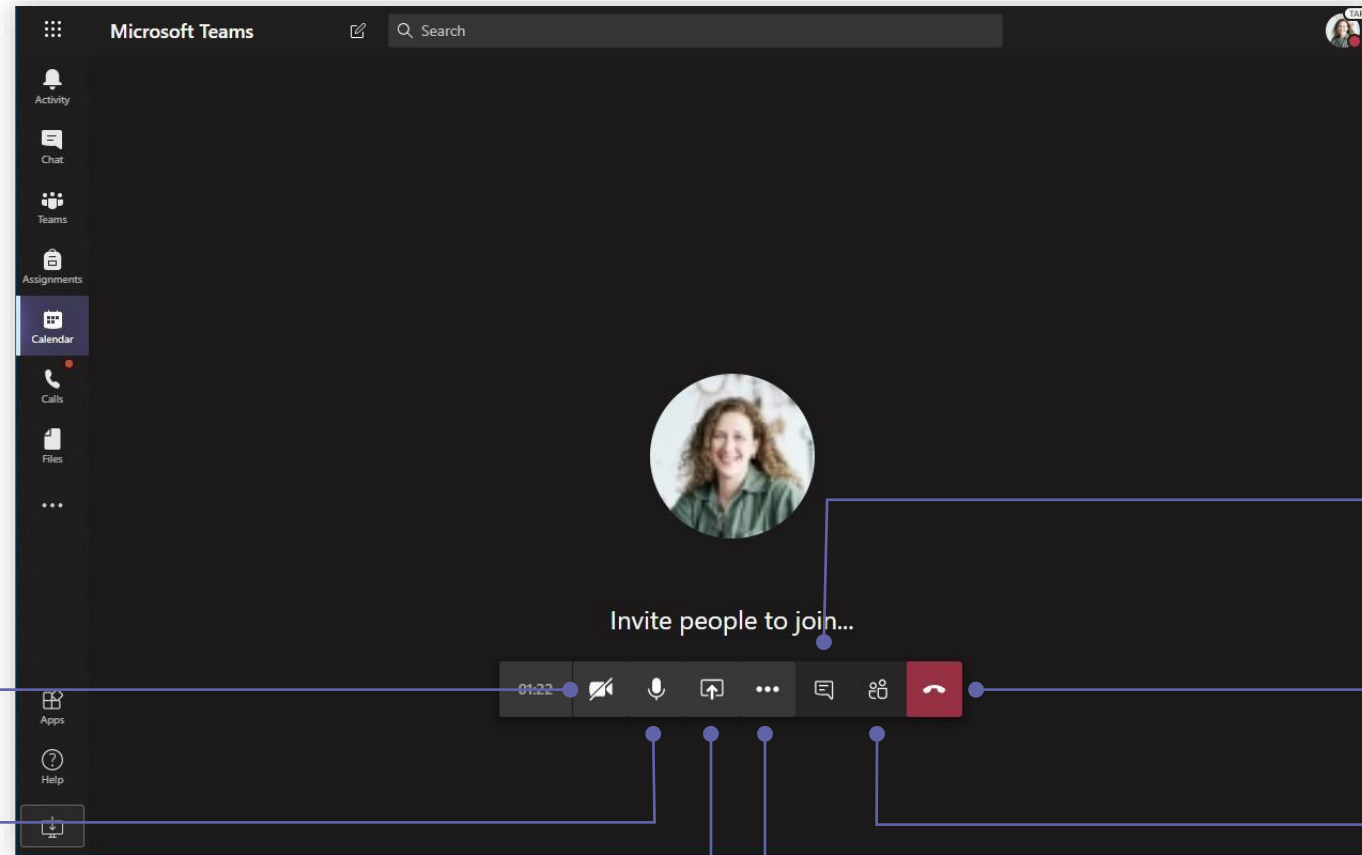 Microsoft Teams
Search
Activity
Chat
Teams
Assignments
Calendar
Calls
Files
Invite people to join...
01:22
Apps
Help